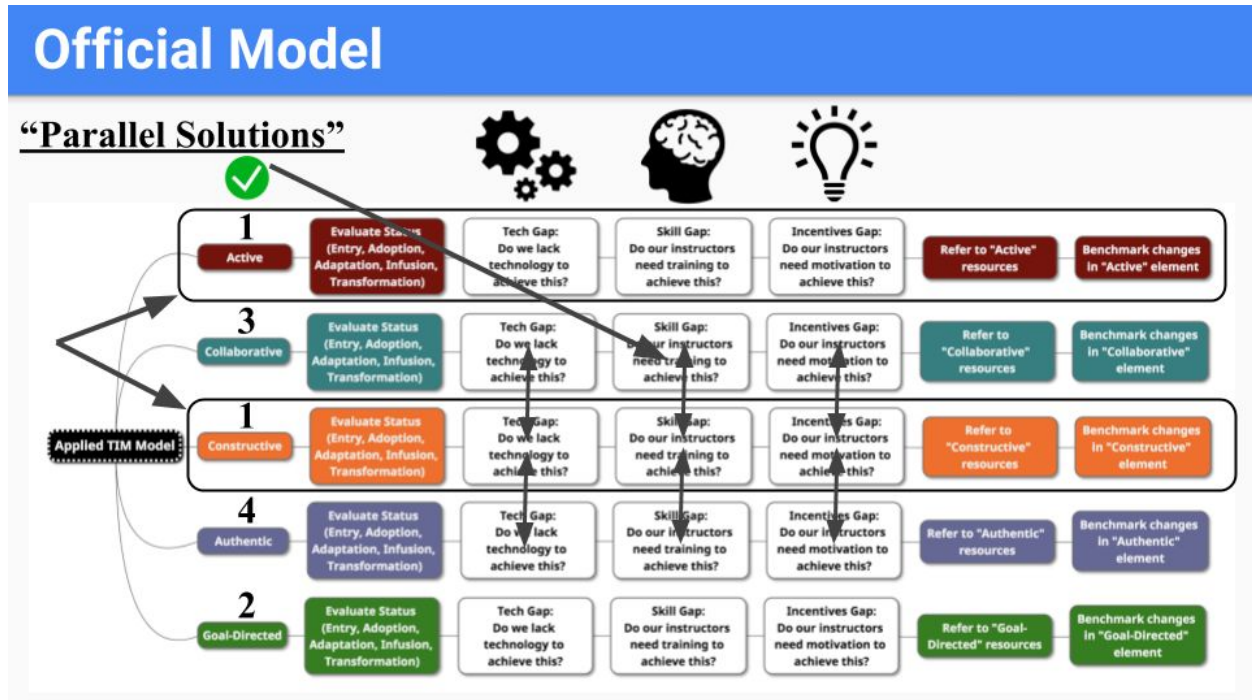 Official Model
“Parallel Solutions”
1
Active
Evaluate Status
(Entry, Adoption,
Adaptation, Infusion,
Transformation)
Tech Gap:
Do we lack
technology to
achieve this?
Skill Gap:
Do our instructors
need training to
achieve this?
Incentives Gap:
Do our instructors
need motivation to
achieve this?
Refer to "Active"
resources
Benchmark changes
in "Active" element
3
Collaborative
Evaluate Status
(Entry, Adoption,
Adaptation, Infusion,
Transformation)
Tech Gap:
Do we lack
technology to
achieve this?
Skill Gap:
Do our instructors
need training to
achieve this?
Incentives Gap:
Do our instructors
need motivation to
achieve this?
Refer to
"Collaborative"
resources
Benchmark changes
in "Collaborative"
element
Applied TIM Model
1
Constructive
Evaluate Status
(Entry, Adoption,
Adaptation, Infusion,
Transformation)
Tech Gap:
Do we lack
technology to
achieve this?
Skill Gap:
Do our instructors
need training to
achieve this?
Incentives Gap:
Do our instructors
need motivation to
achieve this?
Refer to
"Constructive"
resources
Benchmark changes
in "Constructive"
element
4
Authentic
Evaluate Status
(Entry, Adoption,
Adaptation, Infusion,
Transformation)
Tech Gap:
Do we lack
technology to
achieve this?
Skill Gap:
Do our instructors
need training to
achieve this?
Incentives Gap:
Do our instructors
need motivation to
achieve this?
Refer to "Authentic"
resources
Benchmark changes
in "Authentic"
element
2
Goal-Directed
Evaluate Status
(Entry, Adoption,
Adaptation, Infusion,
Transformation)
Tech Gap:
Do we lack
technology to
achieve this?
Skill Gap:
Do our instructors
need training to
achieve this?
Incentives Gap:
Do our instructors
need motivation to
achieve this?
Refer to "Goal-
Directed" resources
Benchmark changes
in "Goal-Directed"
element